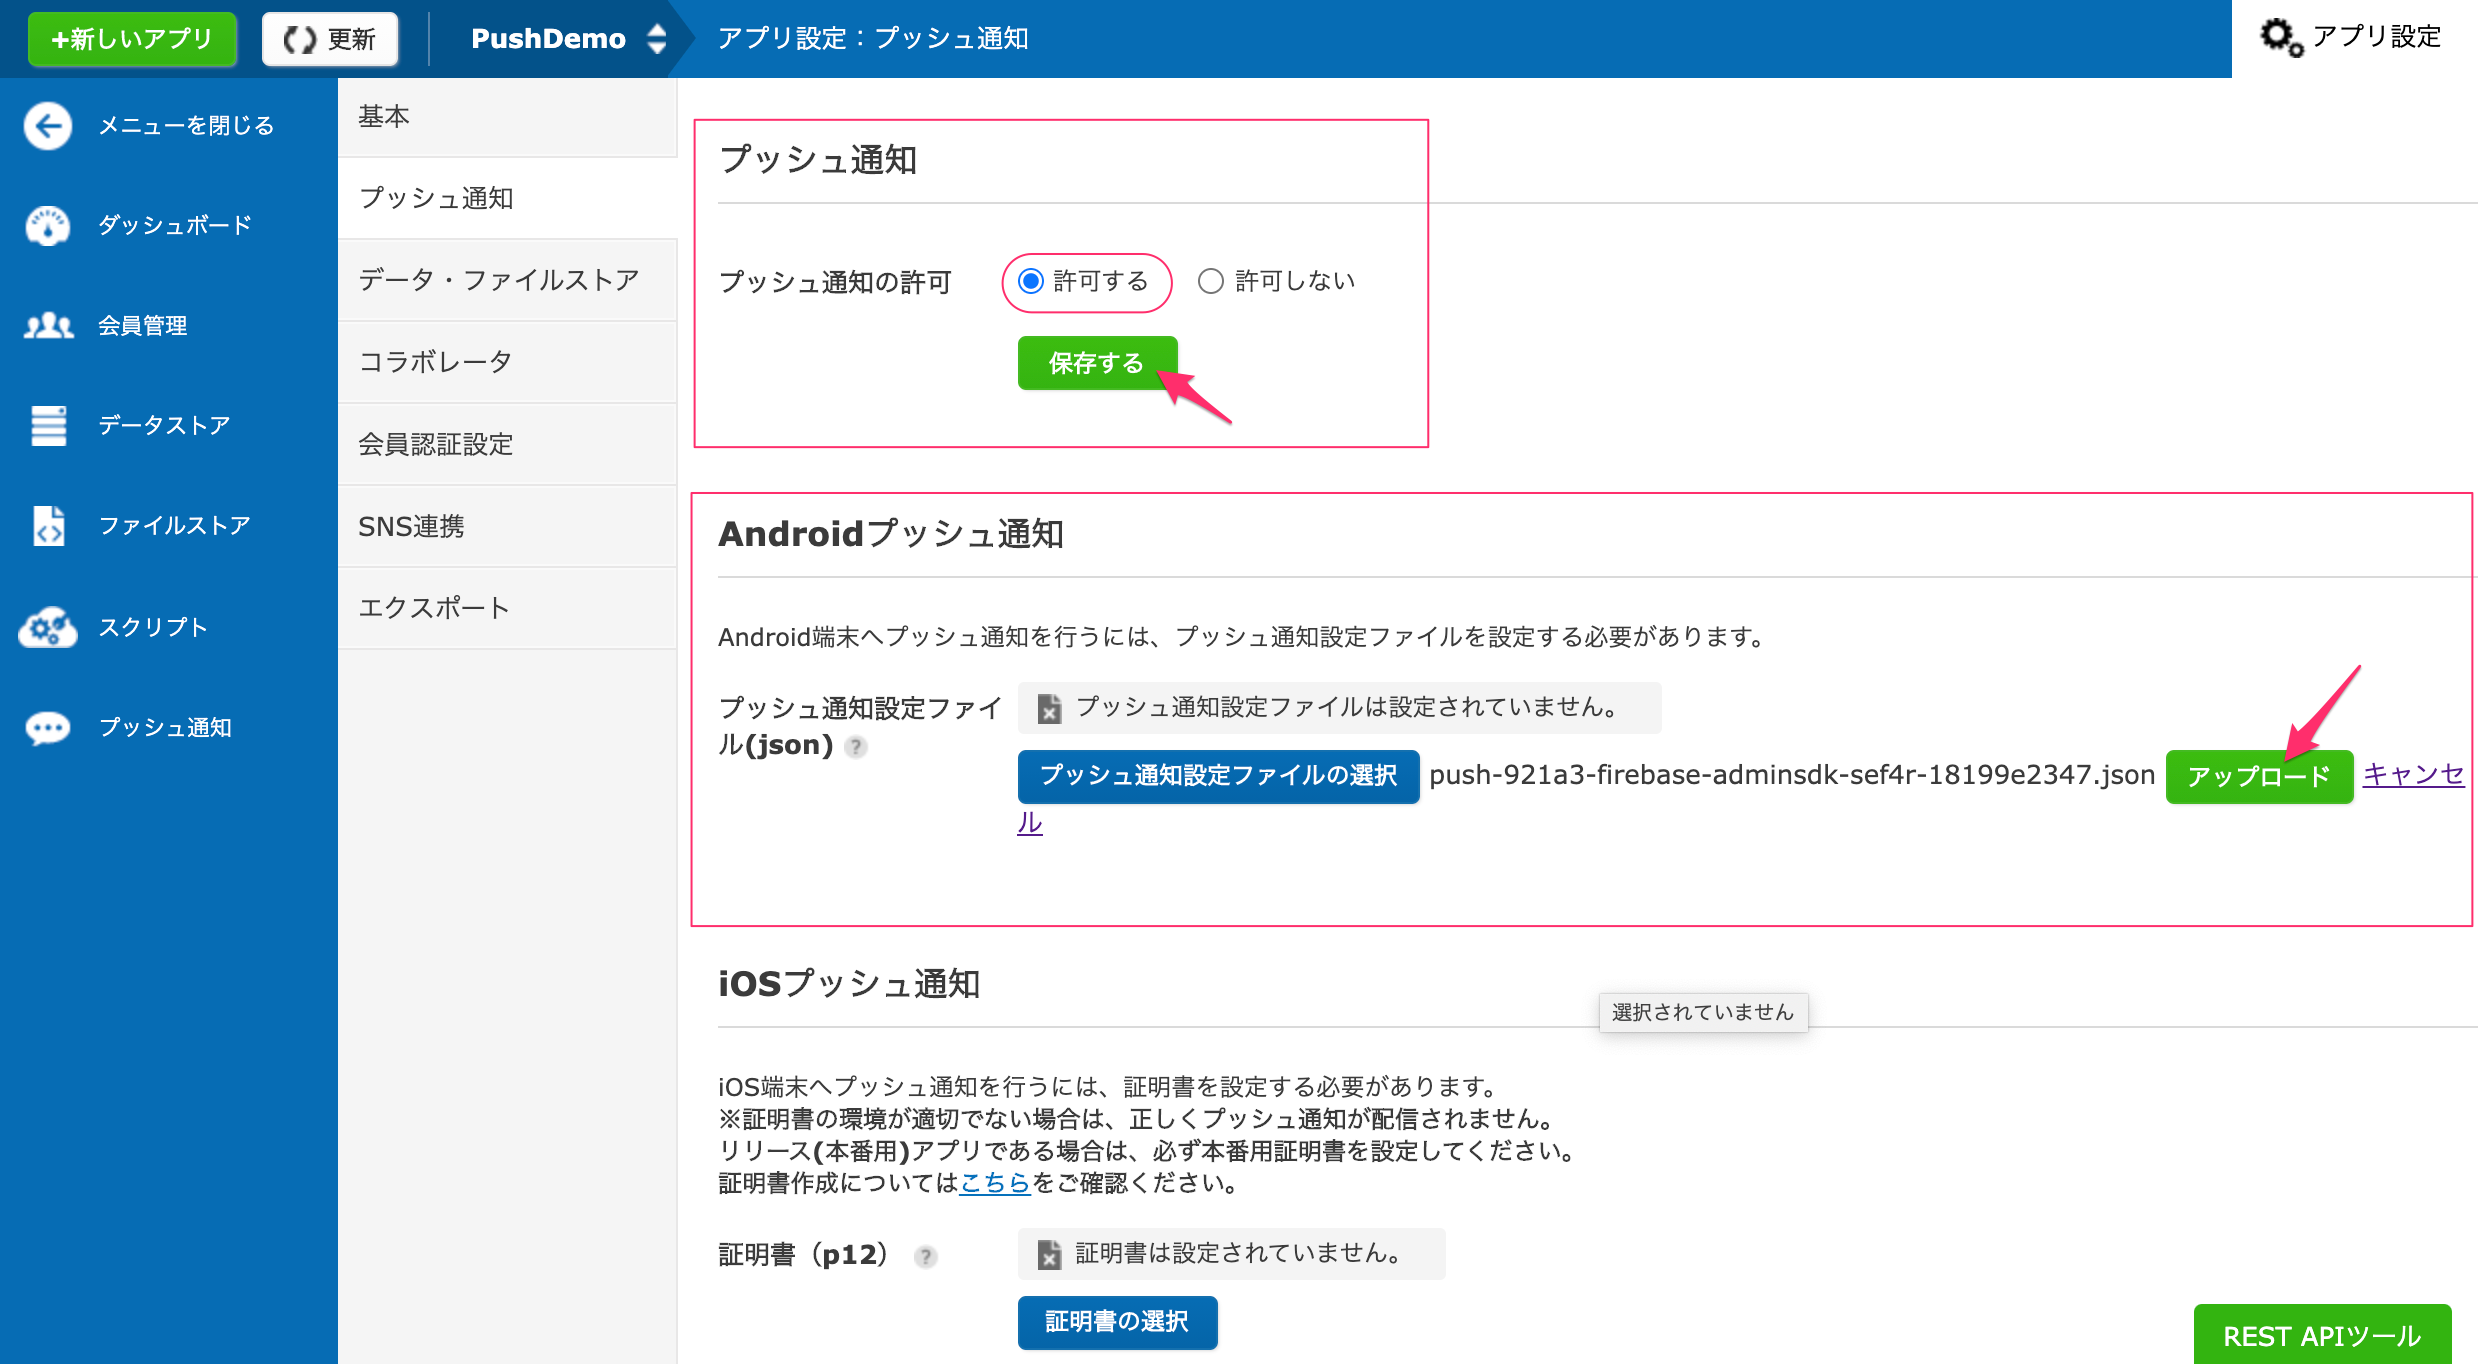 +新しいアプリ
更新
PushDemo
アプリ設定：プッシュ通知
アプリ設定
メニューを閉じる
ダッシュボード
会員管理
データストア
ファイルストア
スクリプト
プッシュ通知
基本
プッシュ通知
データ・ファイルストア
コラボレータ
会員認証設定
SNS連携
エクスポート
プッシュ通知
プッシュ通知の許可
許可する
許可しない
保存する
Androidプッシュ通知
Android端末へプッシュ通知を行うには、プッシュ通知設定ファイルを設定する必要があります。
プッシュ通知設定ファイ
ル(json) ?
プッシュ通知設定ファイルは設定されていません。
プッシュ通知設定ファイルの選択 push-921a3-firebase-adminsdk-sef4r-18199e2347.json アップロード キャンセ
ル
iOSプッシュ通知
選択されていません
iOS端末へプッシュ通知を行うには、証明書を設定する必要があります。
※証明書の環境が適切でない場合は、正しくプッシュ通知が配信されません。
リリース(本番用)アプリである場合は、必ず本番用証明書を設定してください。
証明書作成についてはこちらをご確認ください。
証明書（p12） ?
証明書は設定されていません。
証明書の選択
REST APIツール